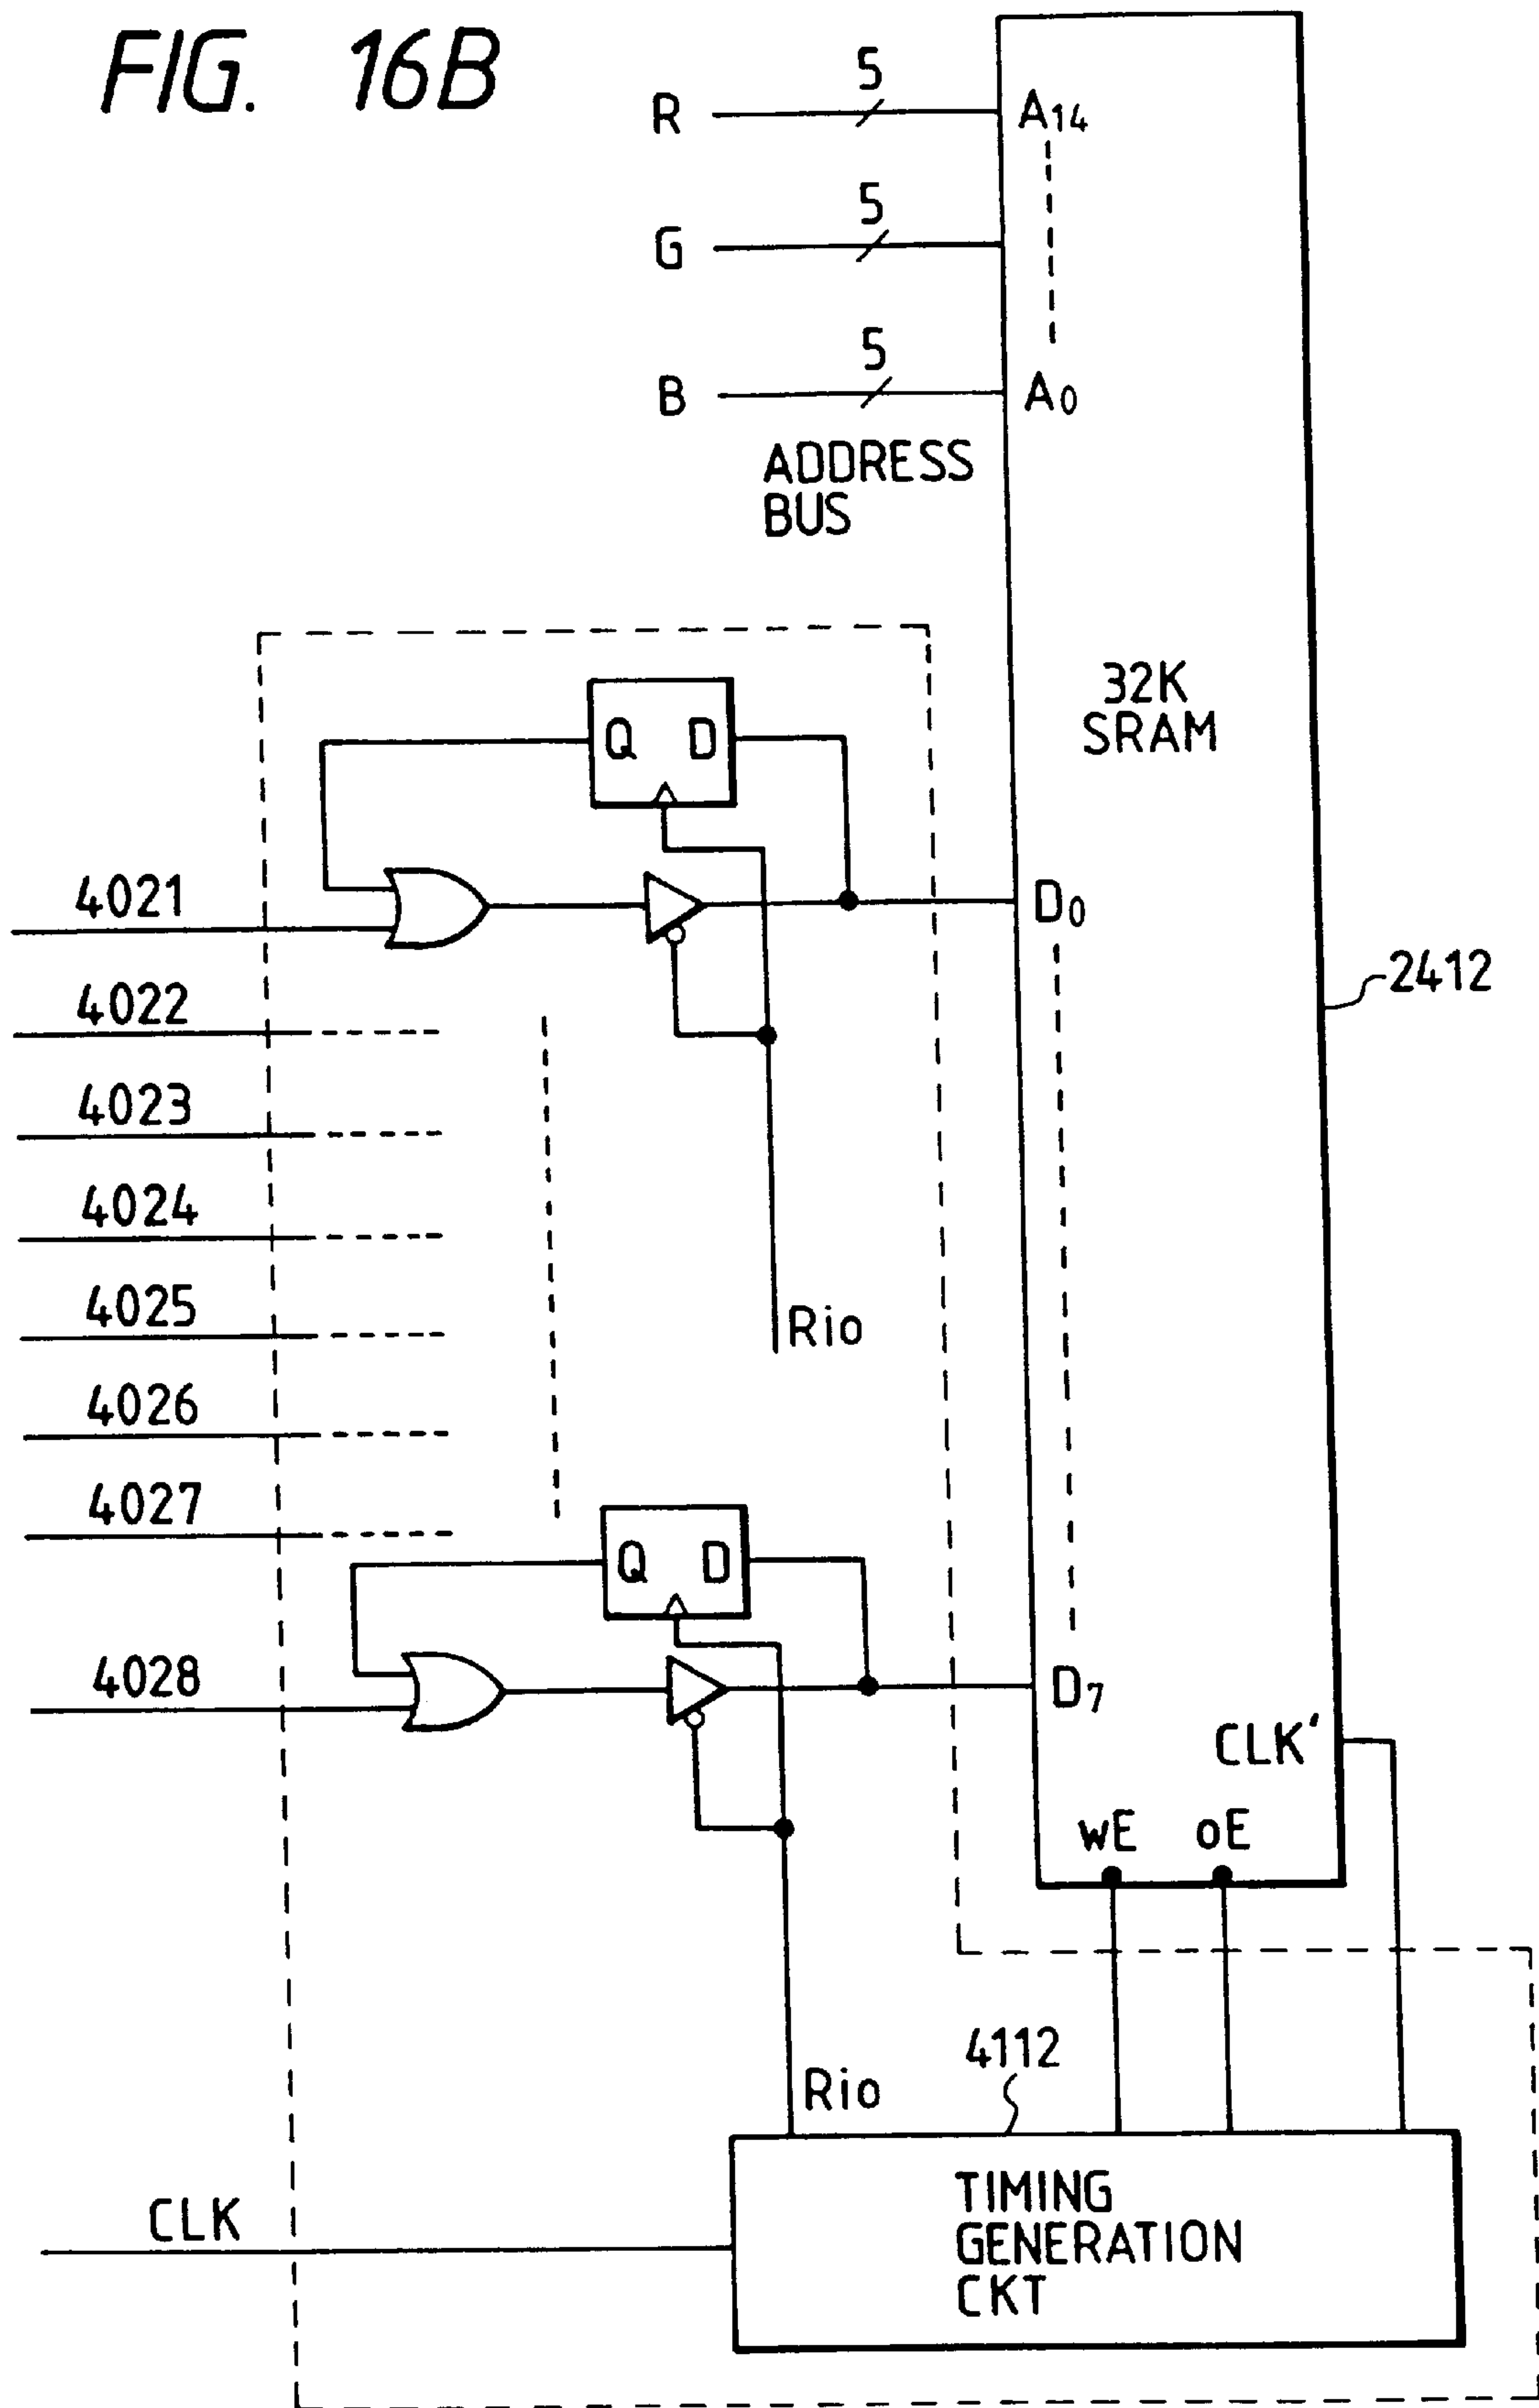 FIG. 16B
R 5 A14
G 5
B 5 A0
ADDRESS
BUS
32K
SRAM
Q D
4021
D0
4022
2412
4023
4024
4025
Rio
4026
4027
Q D
4028
D7
CLK'
wE oE
4112
Rio
TIMING
GENERATION
CKT
CLK